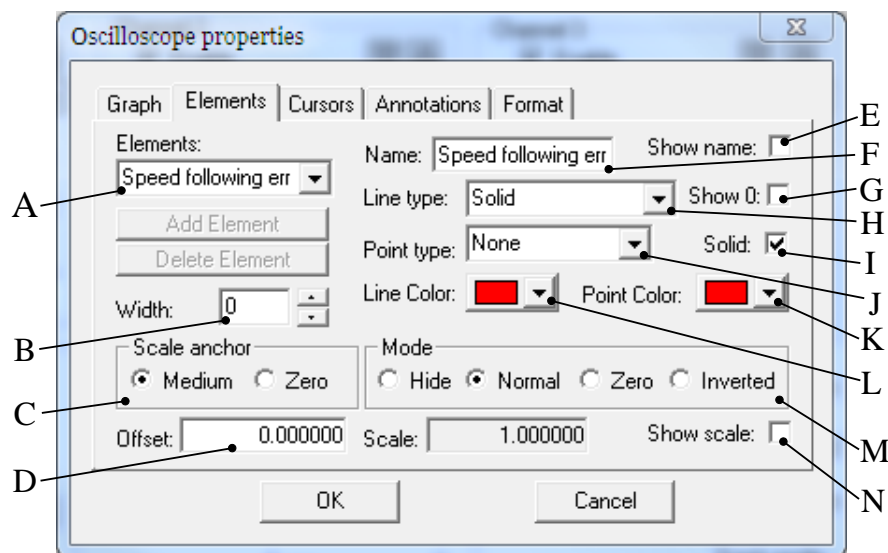 Oscilloscope properties
Graph Elements Cursors Annotations Format
Elements:
Speed following err
Add Element
Delete Element
Width: 0
Name: Speed following err
Show name:
Line type: Solid
Show 0:
Point type: None
Solid:
Line Color:
Point Color:
Scale anchor
Medium Zero
Mode
Hide Normal Zero Inverted
Offset: 0.000000
Scale: 1.000000
Show scale:
OK
Cancel
A
B
C
D
E
F
G
H
I
J
K
L
M
N